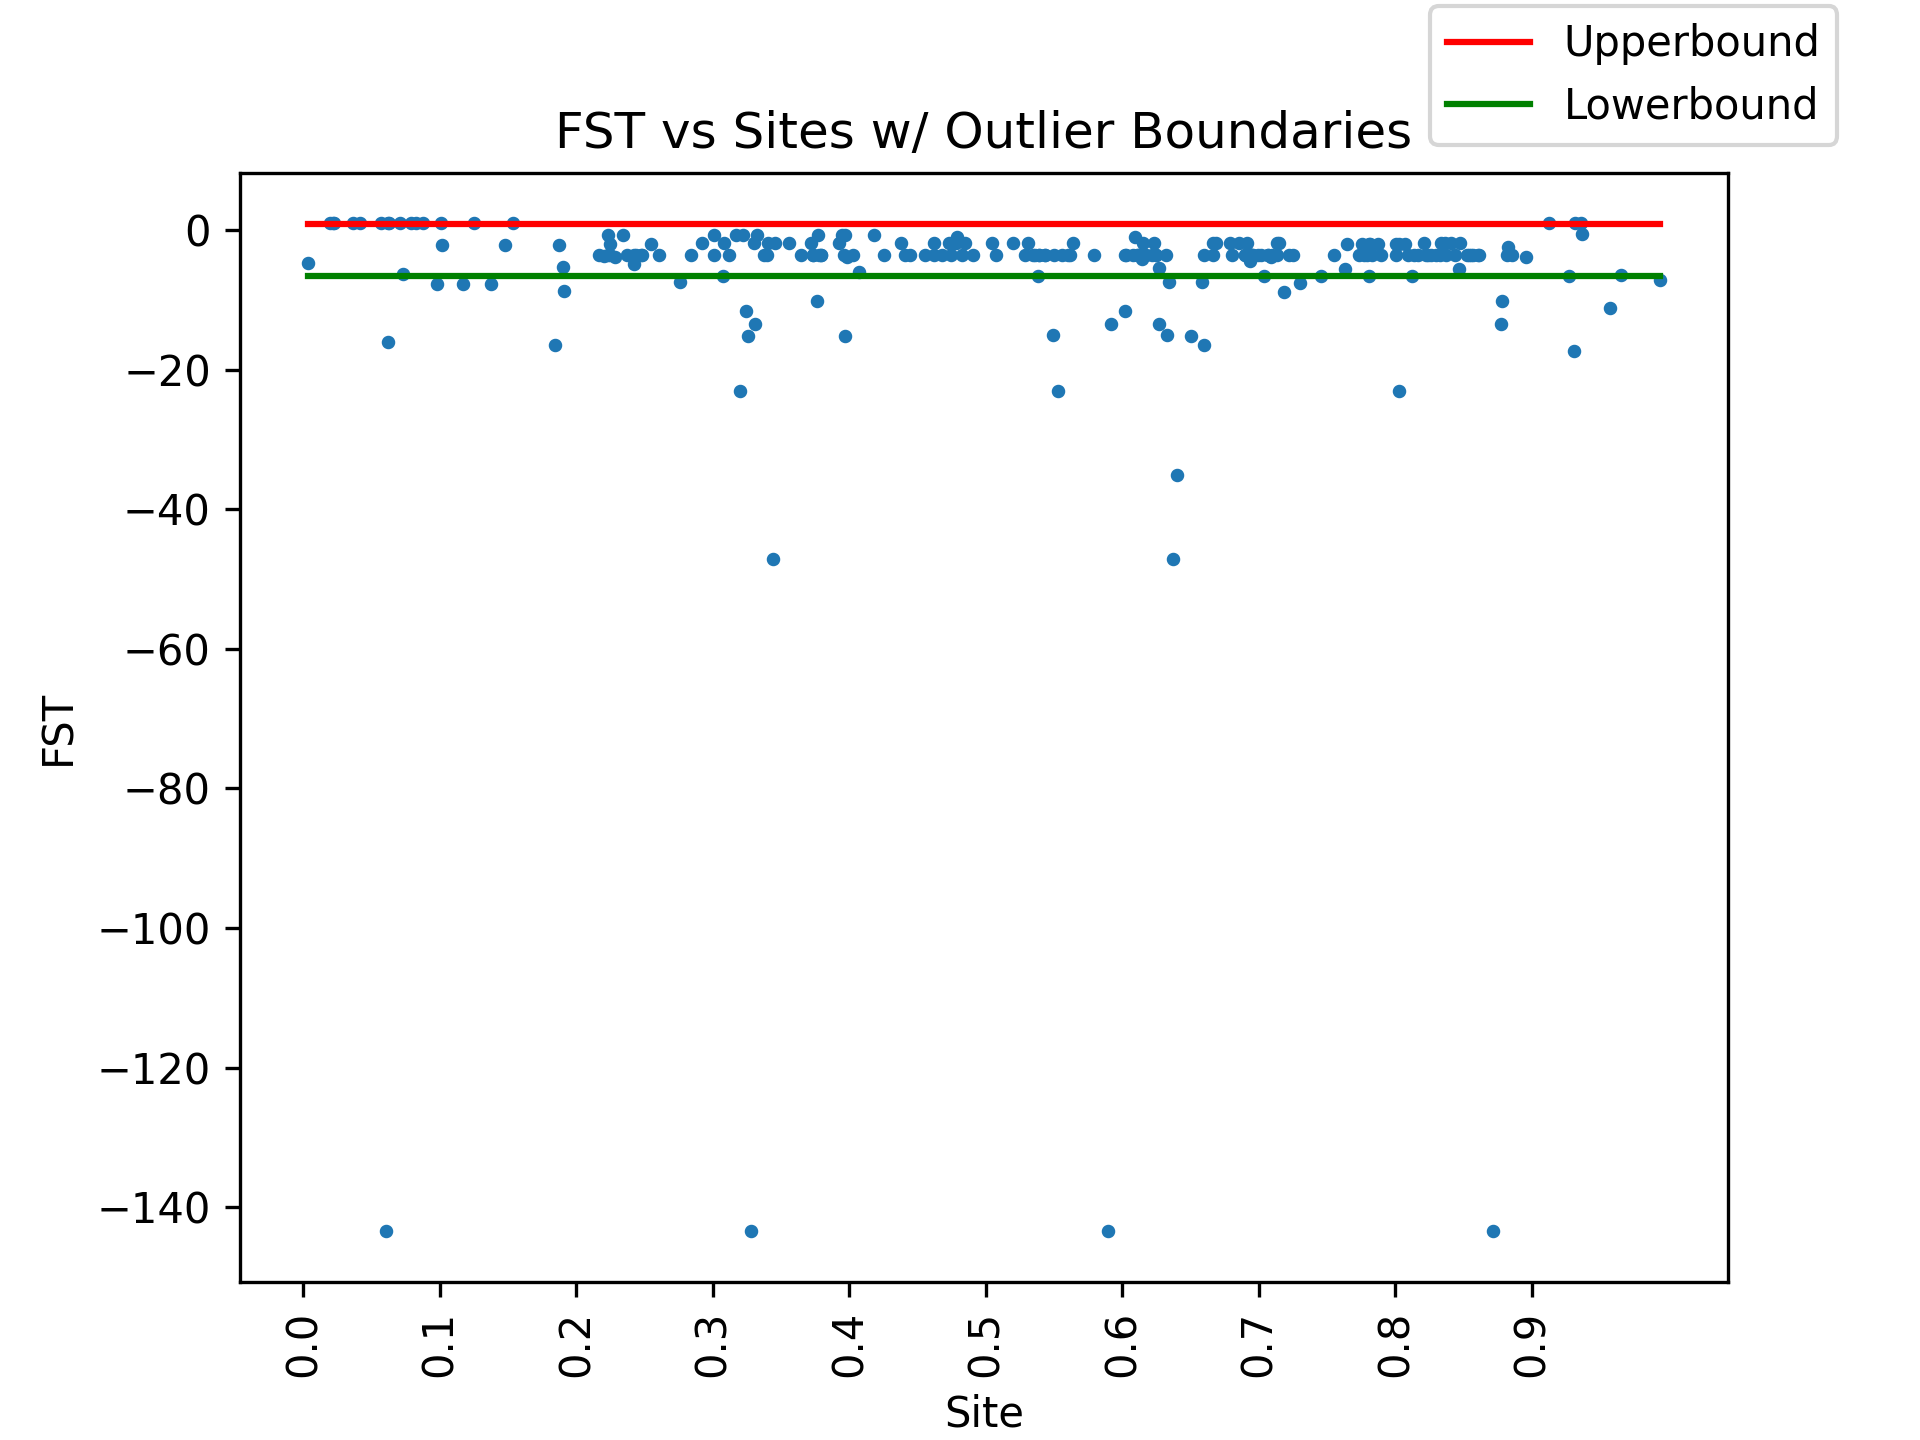 Upperbound
Lowerbound
FST vs Sites w/ Outlier Boundaries
0
−20
−40
−60
−80
−100
−120
−140
FST
0.0 0.1 0.2 0.3 0.4 0.5 0.6 0.7 0.8 0.9
Site